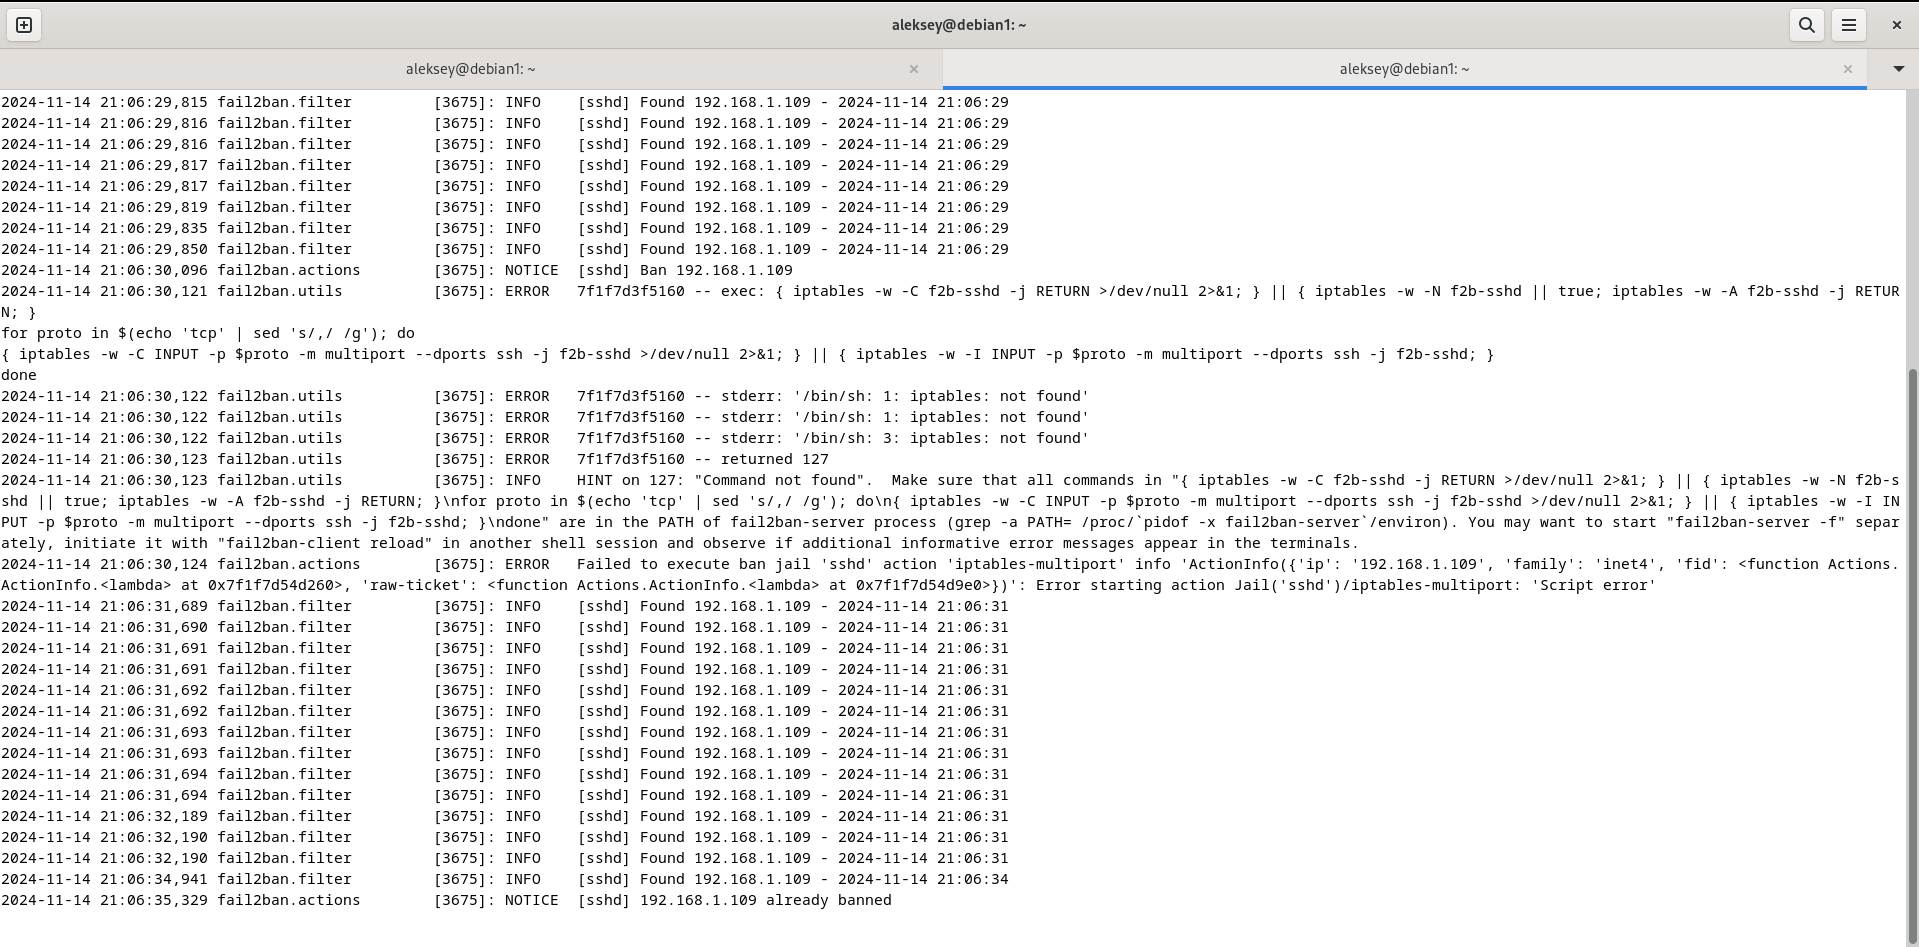 aleksey@debian1: ~
aleksey@debian1: ~
aleksey@debian1: ~
2024-11-14 21:06:29,815 fail2ban.filter         [3675]: INFO    [sshd] Found 192.168.1.109 - 2024-11-14 21:06:29
2024-11-14 21:06:29,816 fail2ban.filter         [3675]: INFO    [sshd] Found 192.168.1.109 - 2024-11-14 21:06:29
2024-11-14 21:06:29,816 fail2ban.filter         [3675]: INFO    [sshd] Found 192.168.1.109 - 2024-11-14 21:06:29
2024-11-14 21:06:29,817 fail2ban.filter         [3675]: INFO    [sshd] Found 192.168.1.109 - 2024-11-14 21:06:29
2024-11-14 21:06:29,817 fail2ban.filter         [3675]: INFO    [sshd] Found 192.168.1.109 - 2024-11-14 21:06:29
2024-11-14 21:06:29,819 fail2ban.filter         [3675]: INFO    [sshd] Found 192.168.1.109 - 2024-11-14 21:06:29
2024-11-14 21:06:29,835 fail2ban.filter         [3675]: INFO    [sshd] Found 192.168.1.109 - 2024-11-14 21:06:29
2024-11-14 21:06:29,850 fail2ban.filter         [3675]: INFO    [sshd] Found 192.168.1.109 - 2024-11-14 21:06:29
2024-11-14 21:06:30,096 fail2ban.actions        [3675]: NOTICE  [sshd] Ban 192.168.1.109
2024-11-14 21:06:30,121 fail2ban.utils          [3675]: ERROR   7f1f7d3f5160 -- exec: { iptables -w -C f2b-sshd -j RETURN >/dev/null 2>&1; } || { iptables -w -N f2b-sshd || true; iptables -w -A f2b-sshd -j RETUR
N; }
for proto in $(echo 'tcp' | sed 's/,/ /g'); do
{ iptables -w -C INPUT -p $proto -m multiport --dports ssh -j f2b-sshd >/dev/null 2>&1; } || { iptables -w -I INPUT -p $proto -m multiport --dports ssh -j f2b-sshd; }
done
2024-11-14 21:06:30,122 fail2ban.utils          [3675]: ERROR   7f1f7d3f5160 -- stderr: '/bin/sh: 1: iptables: not found'
2024-11-14 21:06:30,122 fail2ban.utils          [3675]: ERROR   7f1f7d3f5160 -- stderr: '/bin/sh: 1: iptables: not found'
2024-11-14 21:06:30,122 fail2ban.utils          [3675]: ERROR   7f1f7d3f5160 -- stderr: '/bin/sh: 3: iptables: not found'
2024-11-14 21:06:30,123 fail2ban.utils          [3675]: ERROR   7f1f7d3f5160 -- returned 127
2024-11-14 21:06:30,123 fail2ban.utils          [3675]: INFO    HINT on 127: "Command not found".  Make sure that all commands in "{ iptables -w -C f2b-sshd -j RETURN >/dev/null 2>&1; } || { iptables -w -N f2b-s
shd || true; iptables -w -A f2b-sshd -j RETURN; }\nfor proto in $(echo 'tcp' | sed 's/,/ /g'); do\n{ iptables -w -C INPUT -p $proto -m multiport --dports ssh -j f2b-sshd >/dev/null 2>&1; } || { iptables -w -I IN
PUT -p $proto -m multiport --dports ssh -j f2b-sshd; }\ndone" are in the PATH of fail2ban-server process (grep -a PATH= /proc/`pidof -x fail2ban-server`/environ). You may want to start "fail2ban-server -f" separ
ately, initiate it with "fail2ban-client reload" in another shell session and observe if additional informative error messages appear in the terminals.
2024-11-14 21:06:30,124 fail2ban.actions        [3675]: ERROR   Failed to execute ban jail 'sshd' action 'iptables-multiport' info 'ActionInfo({'ip': '192.168.1.109', 'family': 'inet4', 'fid': <function Actions.
ActionInfo.<lambda> at 0x7f1f7d54d260>, 'raw-ticket': <function Actions.ActionInfo.<lambda> at 0x7f1f7d54d9e0>})': Error starting action Jail('sshd')/iptables-multiport: 'Script error'
2024-11-14 21:06:31,689 fail2ban.filter         [3675]: INFO    [sshd] Found 192.168.1.109 - 2024-11-14 21:06:31
2024-11-14 21:06:31,690 fail2ban.filter         [3675]: INFO    [sshd] Found 192.168.1.109 - 2024-11-14 21:06:31
2024-11-14 21:06:31,691 fail2ban.filter         [3675]: INFO    [sshd] Found 192.168.1.109 - 2024-11-14 21:06:31
2024-11-14 21:06:31,691 fail2ban.filter         [3675]: INFO    [sshd] Found 192.168.1.109 - 2024-11-14 21:06:31
2024-11-14 21:06:31,692 fail2ban.filter         [3675]: INFO    [sshd] Found 192.168.1.109 - 2024-11-14 21:06:31
2024-11-14 21:06:31,692 fail2ban.filter         [3675]: INFO    [sshd] Found 192.168.1.109 - 2024-11-14 21:06:31
2024-11-14 21:06:31,693 fail2ban.filter         [3675]: INFO    [sshd] Found 192.168.1.109 - 2024-11-14 21:06:31
2024-11-14 21:06:31,693 fail2ban.filter         [3675]: INFO    [sshd] Found 192.168.1.109 - 2024-11-14 21:06:31
2024-11-14 21:06:31,694 fail2ban.filter         [3675]: INFO    [sshd] Found 192.168.1.109 - 2024-11-14 21:06:31
2024-11-14 21:06:31,694 fail2ban.filter         [3675]: INFO    [sshd] Found 192.168.1.109 - 2024-11-14 21:06:31
2024-11-14 21:06:32,189 fail2ban.filter         [3675]: INFO    [sshd] Found 192.168.1.109 - 2024-11-14 21:06:31
2024-11-14 21:06:32,190 fail2ban.filter         [3675]: INFO    [sshd] Found 192.168.1.109 - 2024-11-14 21:06:31
2024-11-14 21:06:32,190 fail2ban.filter         [3675]: INFO    [sshd] Found 192.168.1.109 - 2024-11-14 21:06:31
2024-11-14 21:06:34,941 fail2ban.filter         [3675]: INFO    [sshd] Found 192.168.1.109 - 2024-11-14 21:06:34
2024-11-14 21:06:35,329 fail2ban.actions        [3675]: NOTICE  [sshd] 192.168.1.109 already banned